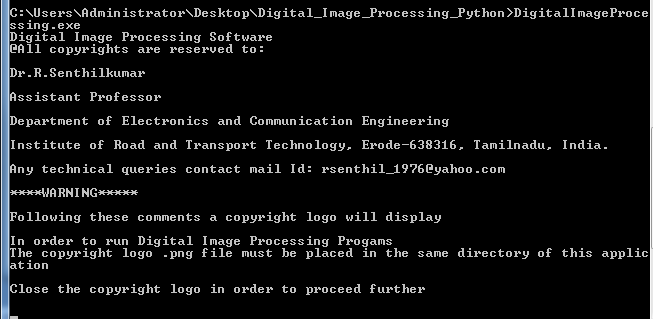 C:\Users\Administrator\Desktop\Digital_Image_Processing_Python>DigitalImageProce
ssing.exe
Digital Image Processing Software
@All copyrights are reserved to:
Dr.R.Senthilkumar
Assistant Professor
Department of Electronics and Communication Engineering
Institute of Road and Transport Technology, Erode-638316, Tamilnadu, India.
Any technical queries contact mail Id: rsenthil_1976@yahoo.com
****WARNING*****
Following these comments a copyright logo will display
In order to run Digital Image Processing Progams
The copyright logo .png file must be placed in the same directory of this applic
ation
Close the copyright logo in order to proceed further